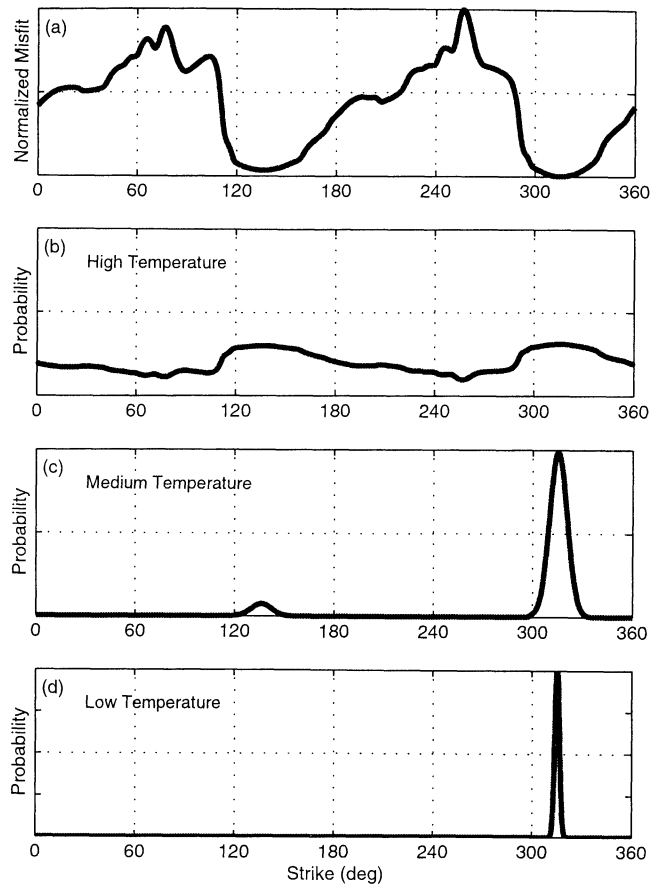 (a)
Normalized Misfit
0 60 120 180 240 300 360
(b)
High Temperature
Probability
0 60 120 180 240 300 360
(c)
Medium Temperature
Probability
0 60 120 180 240 300 360
(d)
Low Temperature
Probability
0 60 120 180 240 300 360
Strike (deg)